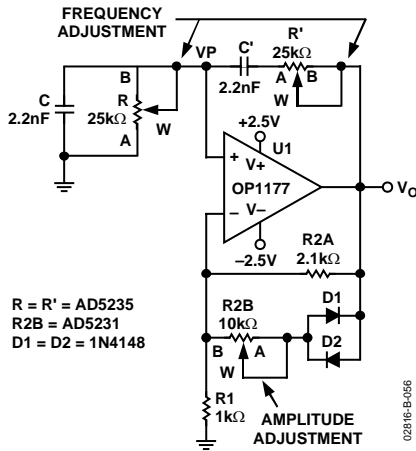 FREQUENCY
ADJUSTMENT
VP
C'
2.2nF
R'
25kΩ
A
B
W
C
2.2nF
B
R
25kΩ
A
W
+2.5V
U1
+
V+
OP1177
−
V−
−2.5V
VO
R2A
2.1kΩ
R2B
10kΩ
B
A
W
D1
D2
R = R' = AD5235
R2B = AD5231
D1 = D2 = 1N4148
R1
1kΩ
AMPLITUDE
ADJUSTMENT
02816-B-056